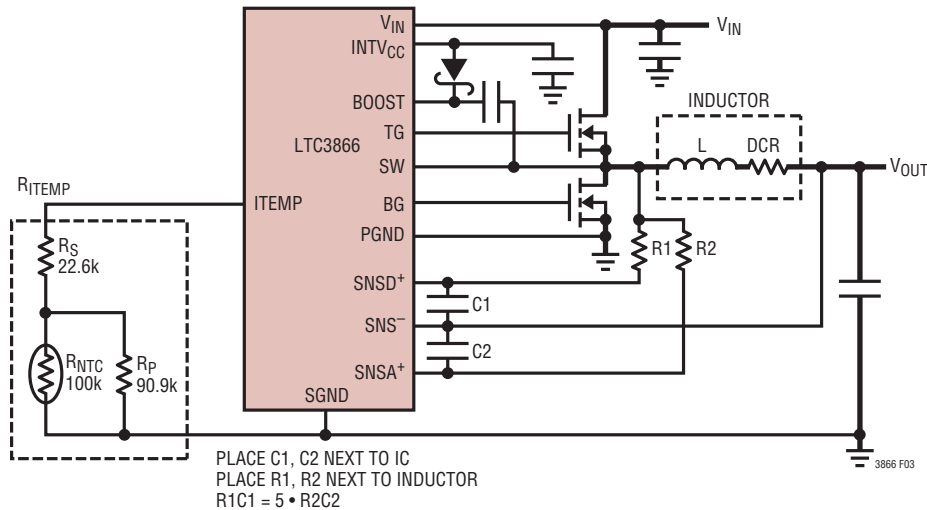 VIN
INTVCC
BOOST
TG
LTC3866
SW
ITEMP
BG
PGND
SNSD+
SNS–
SNSA+
SGND
VIN
INDUCTOR
L
DCR
VOUT
RITEMP
RS
22.6k
RNTC
100k
RP
90.9k
R1
R2
C1
C2
PLACE C1, C2 NEXT TO IC
PLACE R1, R2 NEXT TO INDUCTOR
R1C1 = 5 • R2C2
3866 F03